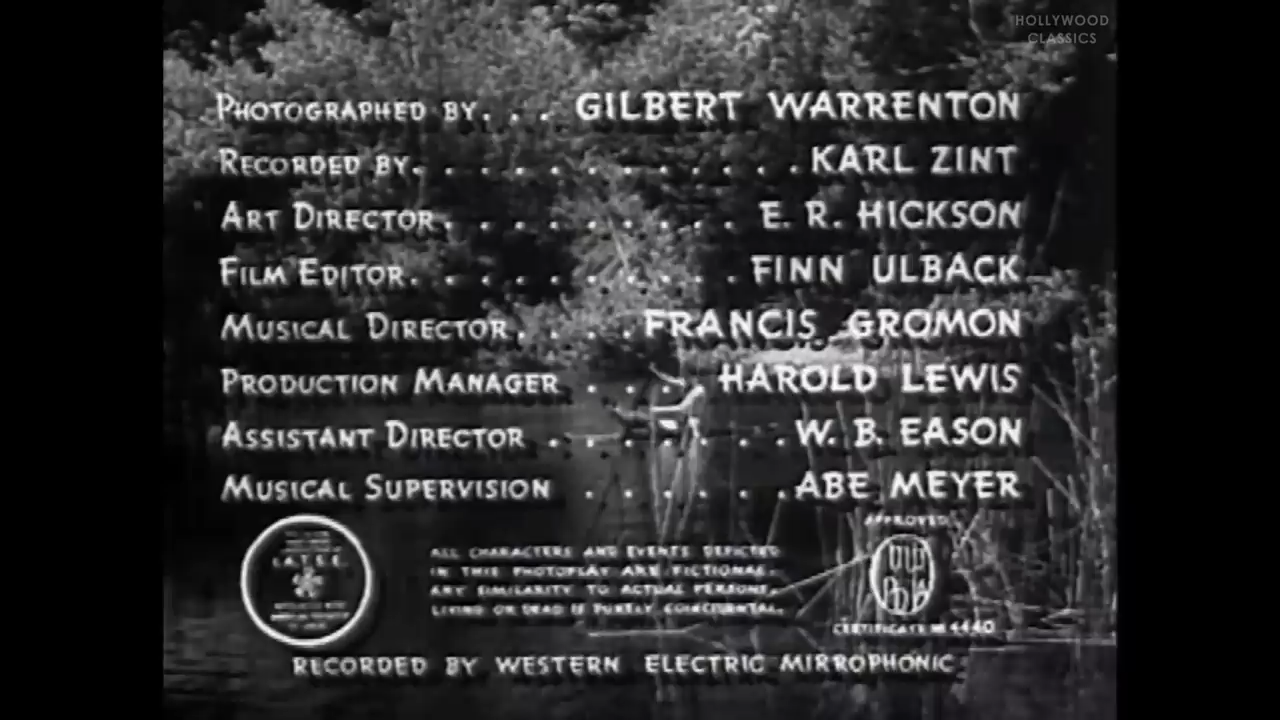 HOLLYWOOD
CLASSICS
PHOTOGRAPHED BY. . . GILBERT WARRENTON
RECORDED BY. . . . . . . . . . . . KARL ZINT
ART DIRECTOR. . . . . . . . . . E. R. HICKSON
FILM EDITOR. . . . . . . . . . FINN ULBACK
MUSICAL DIRECTOR. . . . FRANCIS GROMON
PRODUCTION MANAGER . . . . HAROLD LEWIS
ASSISTANT DIRECTOR . . . . . . . W. B. EASON
MUSICAL SUPERVISION . . . . . . ABE MEYER
APPROVED
I.A.T.S.E.
ALL CHARACTERS AND EVENTS DEPICTED
IN THIS PHOTOPLAY ARE FICTIONAL.
ANY SIMILARITY TO ACTUAL PERSONS,
LIVING OR DEAD IS PURELY COINCIDENTAL.
CERTIFICATE № 4440
RECORDED BY WESTERN ELECTRIC MIRROPHONIC